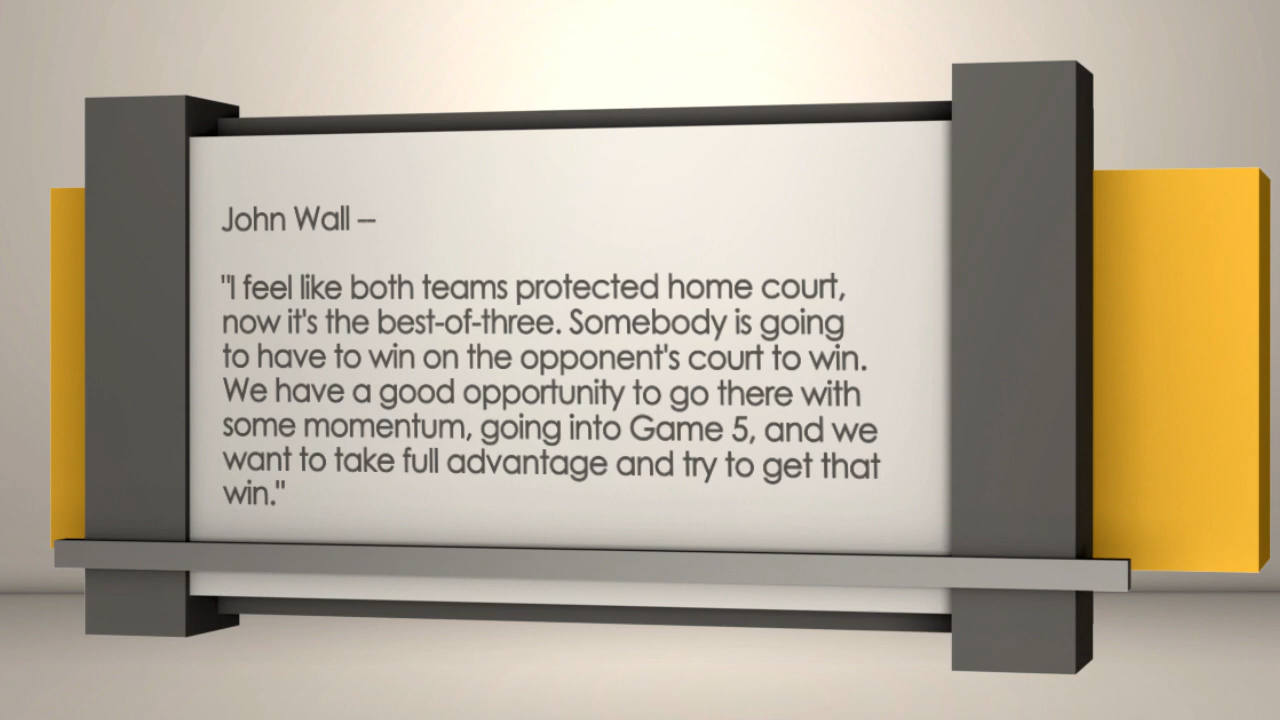 John Wall –
"I feel like both teams protected home court,
now it's the best-of-three. Somebody is going
to have to win on the opponent's court to win.
We have a good opportunity to go there with
some momentum, going into Game 5, and we
want to take full advantage and try to get that
win."